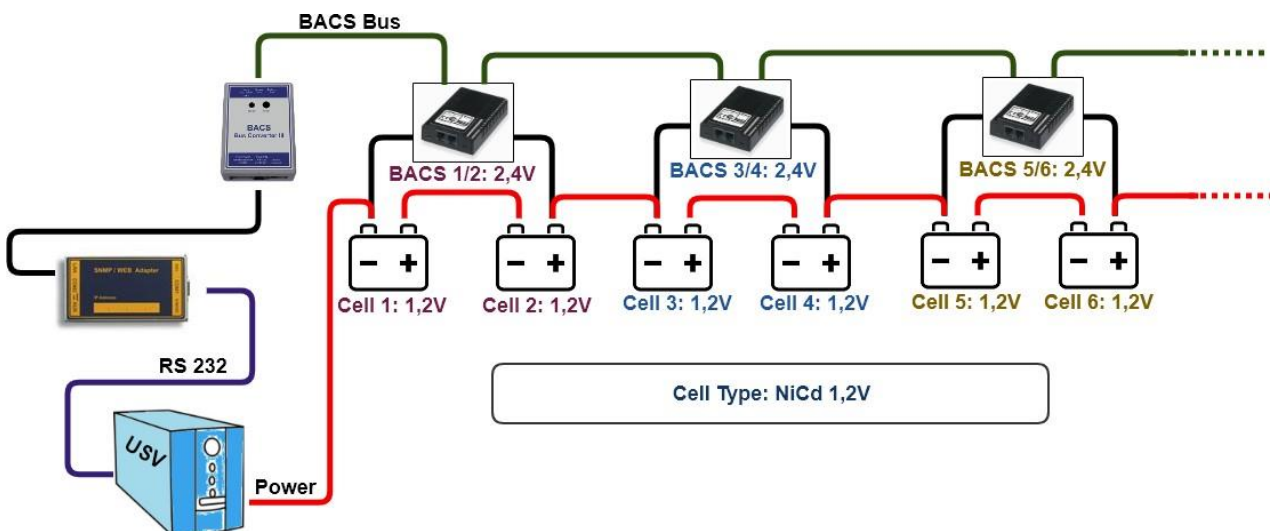 BACS Bus
BACS
Bus Converter III
BACS 1/2: 2,4V
BACS 3/4: 2,4V
BACS 5/6: 2,4V
- +
- +
- +
- +
- +
- +
Cell 1: 1,2V
Cell 2: 1,2V
Cell 3: 1,2V
Cell 4: 1,2V
Cell 5: 1,2V
Cell 6: 1,2V
SNMP / WEB Adapter
RS 232
Cell Type: NiCd 1,2V
USV
Power